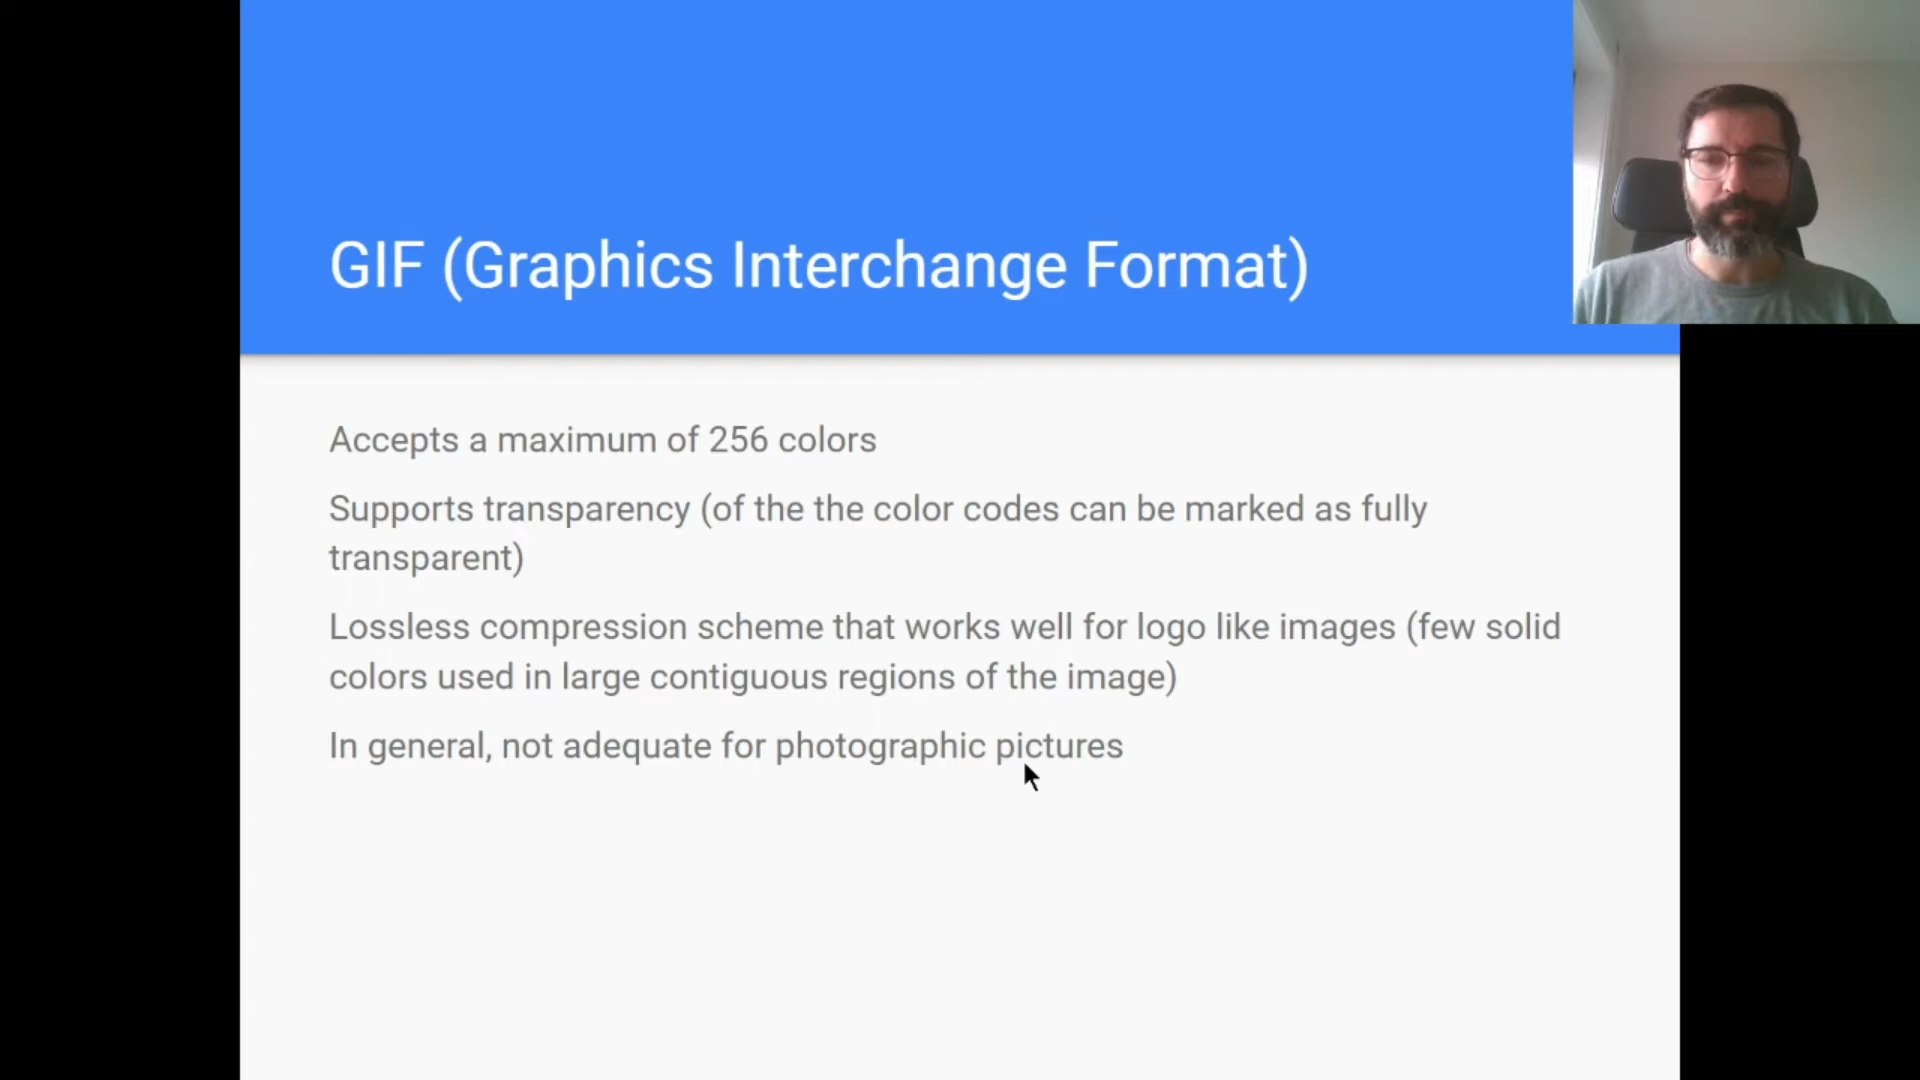 GIF (Graphics Interchange Format)
Accepts a maximum of 256 colors
Supports transparency (of the the color codes can be marked as fully
transparent)
Lossless compression scheme that works well for logo like images (few solid
colors used in large contiguous regions of the image)
In general, not adequate for photographic pictures